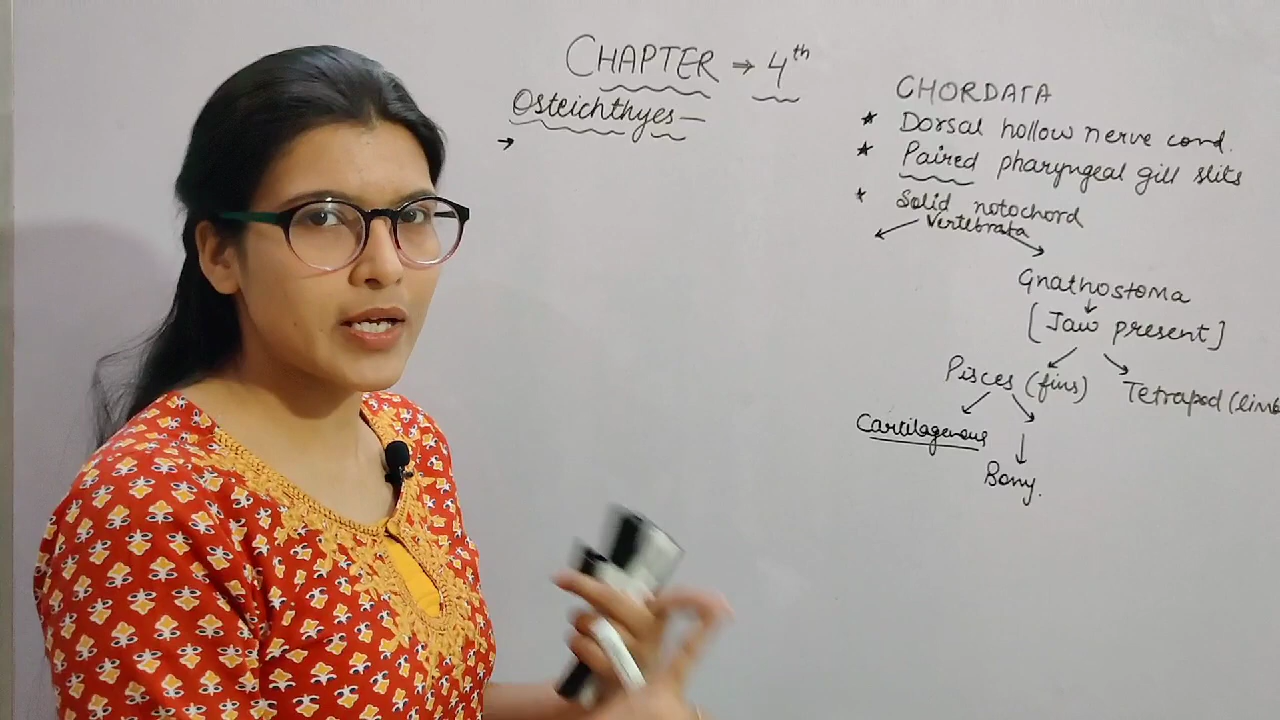 CHAPTER ⇒ 4th
Osteichthyes —
→
CHORDATA
* Dorsal hollow nerve cord.
* Paired pharyngeal gill slits
* Solid notochord
Vertebrata
Gnathostoma
[Jaw present]
Pisces (fins)
Tetrapod (limb
Cartilagenous
Bony.